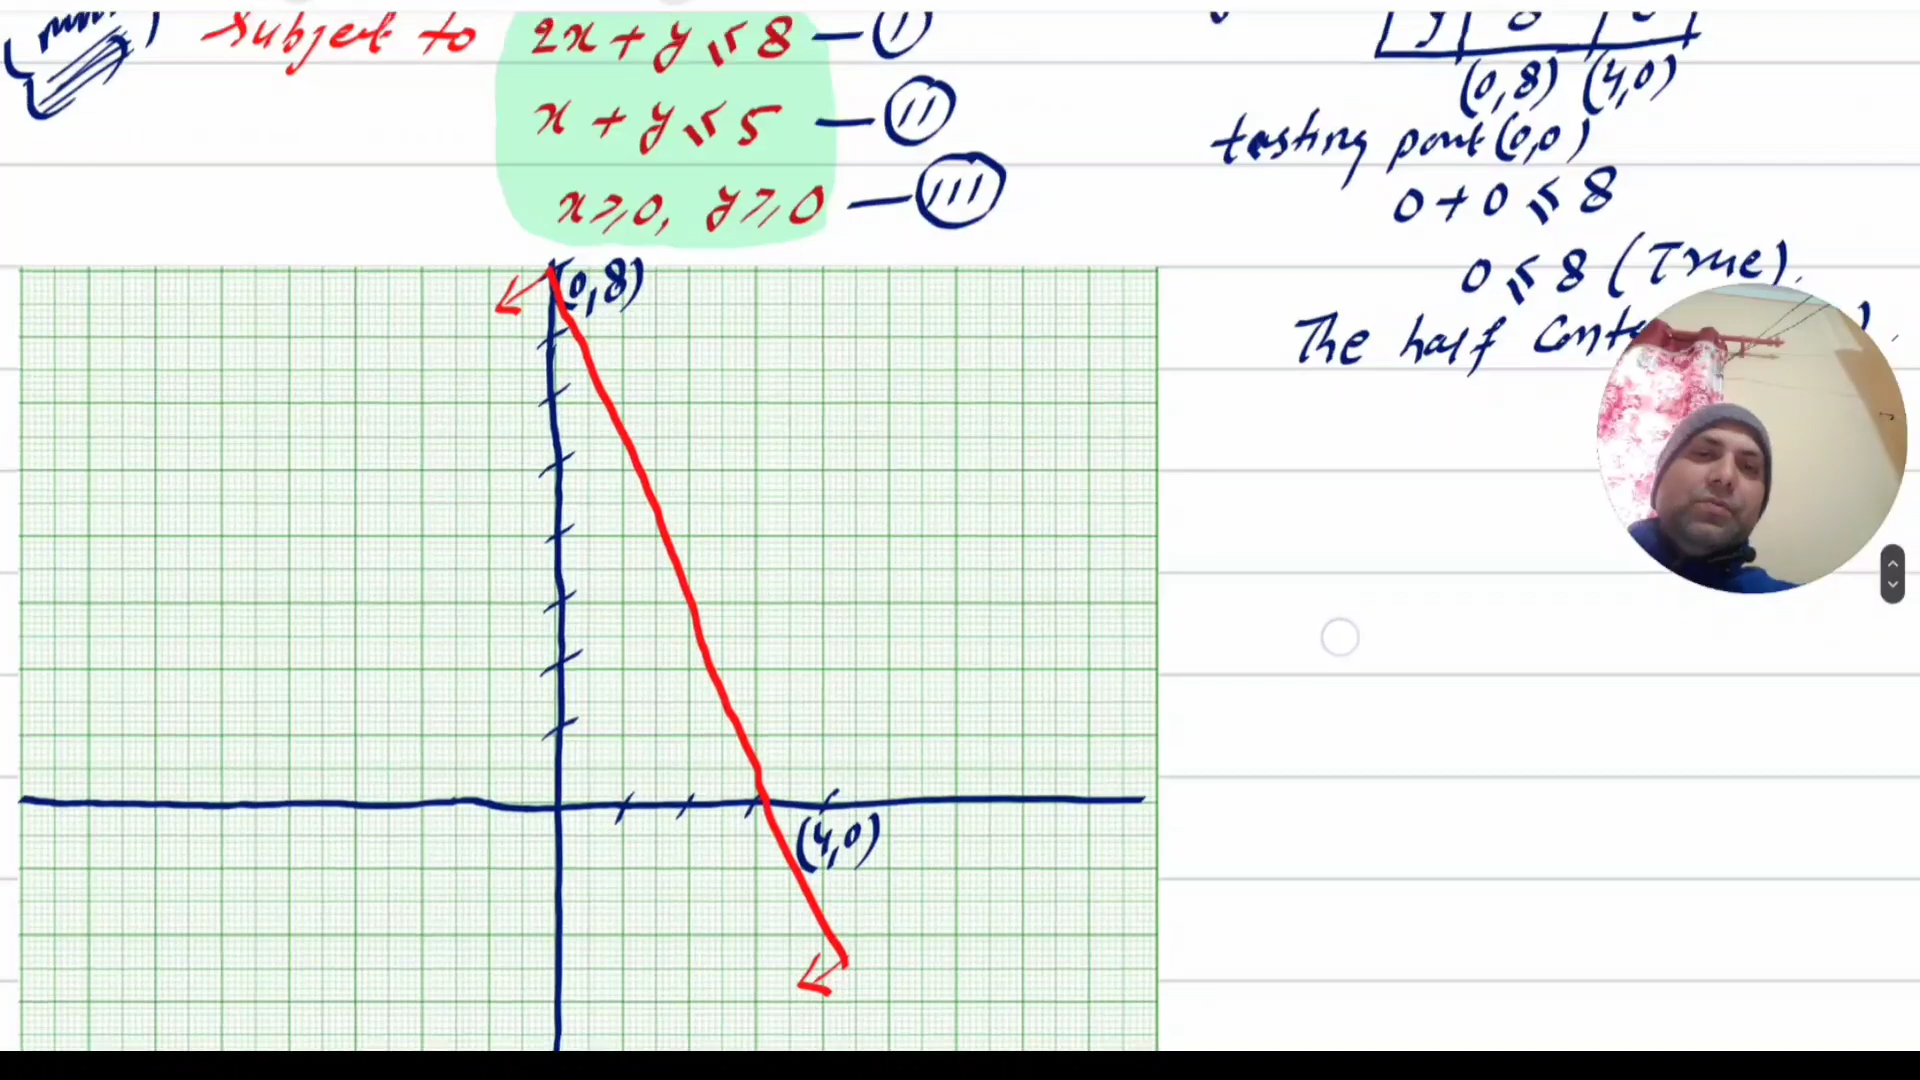 Subject to 2x + y ≤ 8 — (I)
x + y ≤ 5 — (II)
x ≥ 0, y ≥ 0 — (III)
y 8
(0,8) (4,0)
testing point (0,0)
0 + 0 ≤ 8
0 ≤ 8 (True).
The half
(0,8)
(4,0)